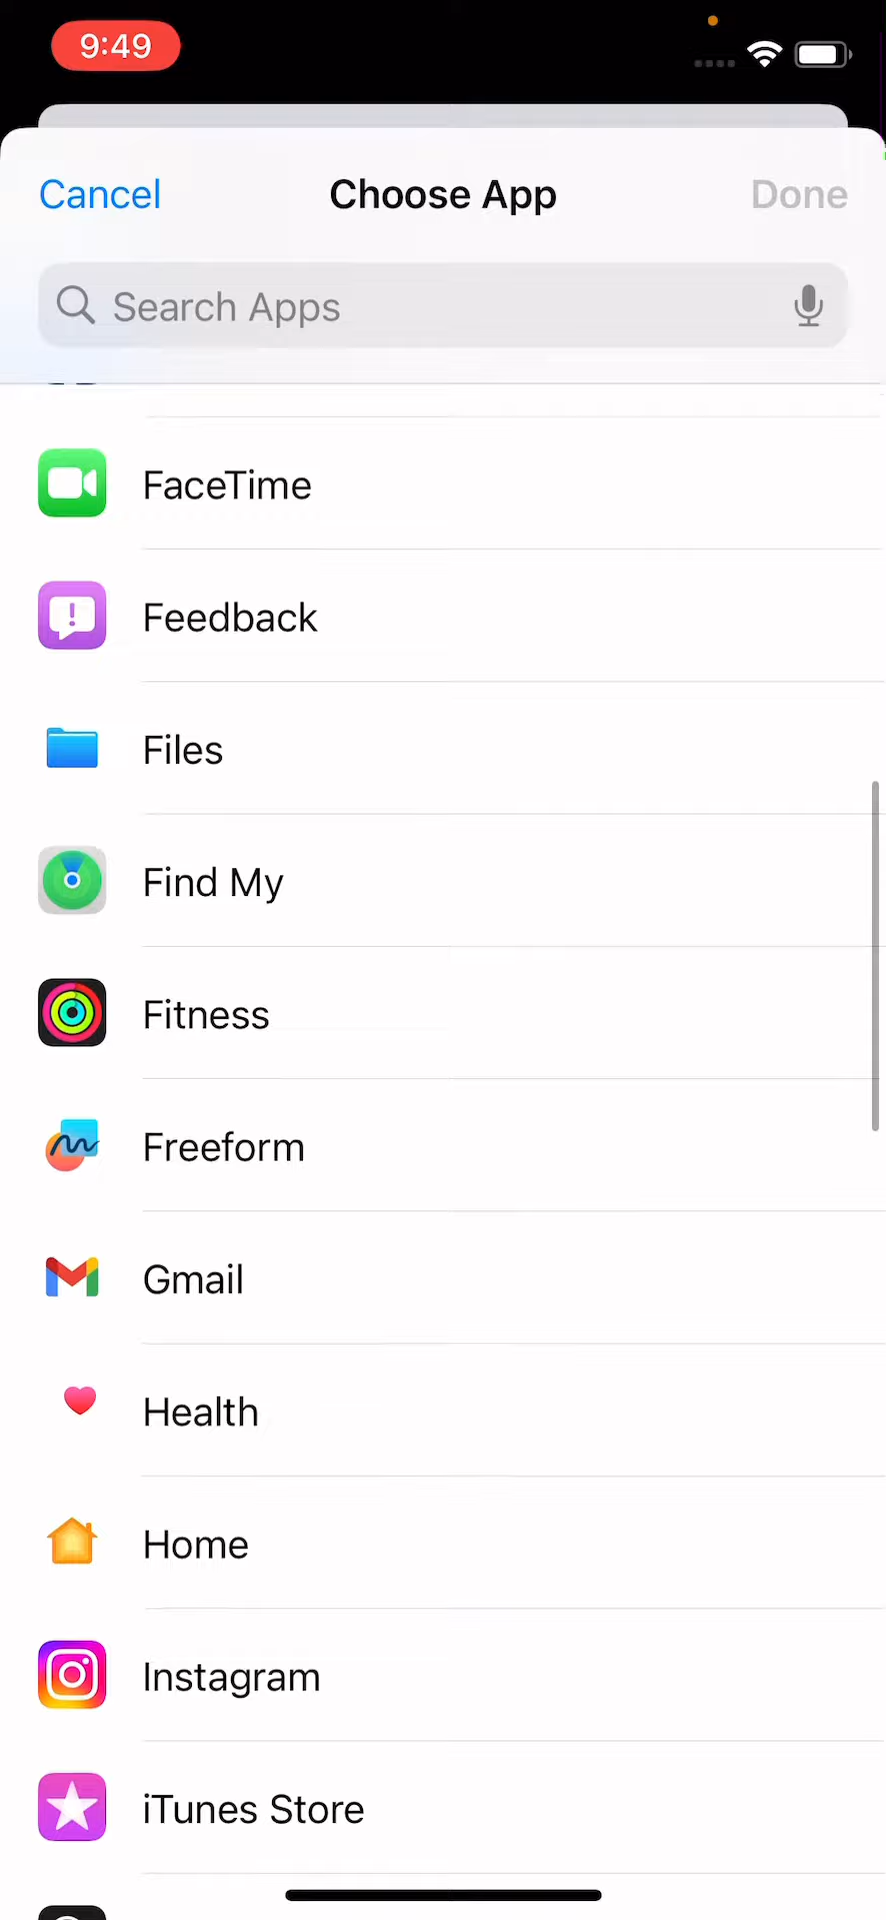 9:49
Cancel
Choose App
Done
Search Apps
FaceTime
Feedback
Files
Find My
Fitness
Freeform
Gmail
Health
Home
Instagram
iTunes Store